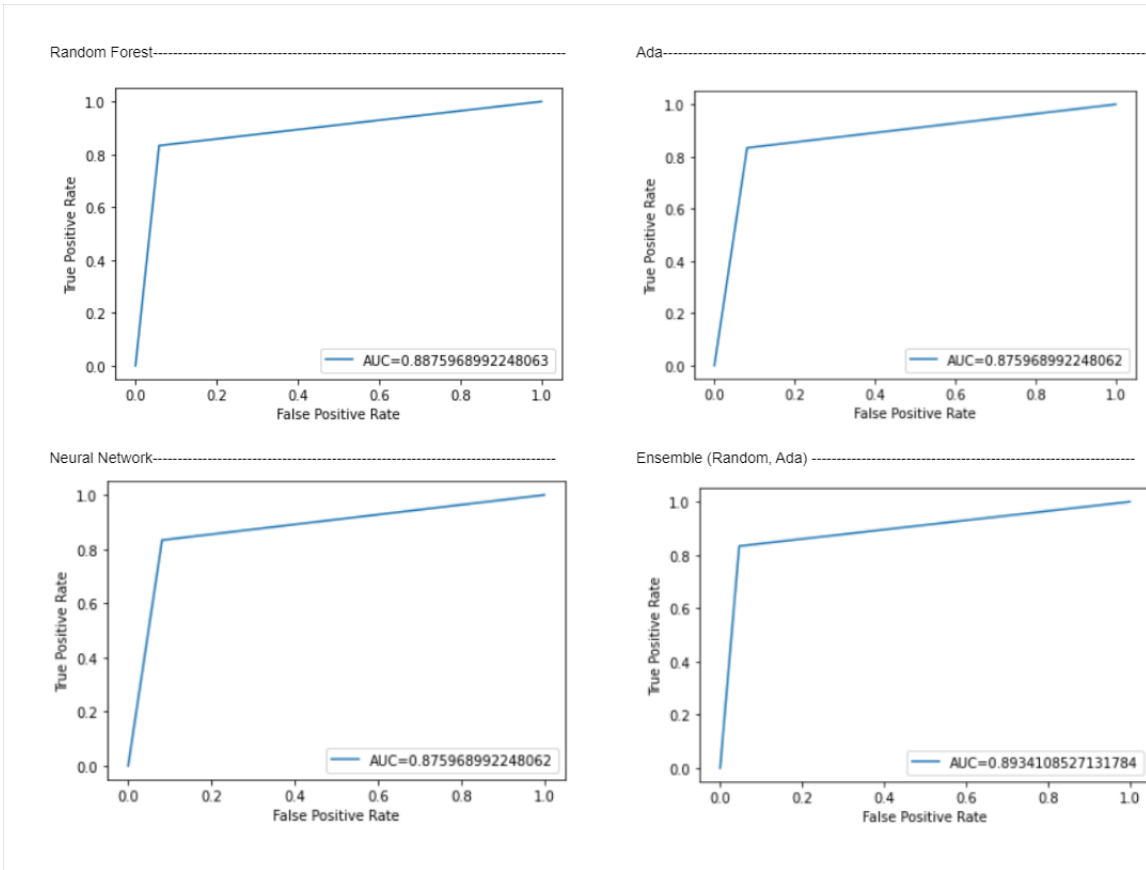 Random Forest-----------------------------------------------------------------------
1.0
0.8
0.6
0.4
0.2
0.0
True Positive Rate
AUC=0.8875968992248063
0.0 0.2 0.4 0.6 0.8 1.0
False Positive Rate
Ada------------------------------------------------------------------------------------
1.0
0.8
0.6
0.4
0.2
0.0
True Positive Rate
AUC=0.875968992248062
0.0 0.2 0.4 0.6 0.8 1.0
False Positive Rate
Neural Network---------------------------------------------------------------------
1.0
0.8
0.6
0.4
0.2
0.0
True Positive Rate
AUC=0.875968992248062
0.0 0.2 0.4 0.6 0.8 1.0
False Positive Rate
Ensemble (Random, Ada) --------------------------------------------------------
1.0
0.8
0.6
0.4
0.2
0.0
True Positive Rate
AUC=0.8934108527131784
0.0 0.2 0.4 0.6 0.8 1.0
False Positive Rate